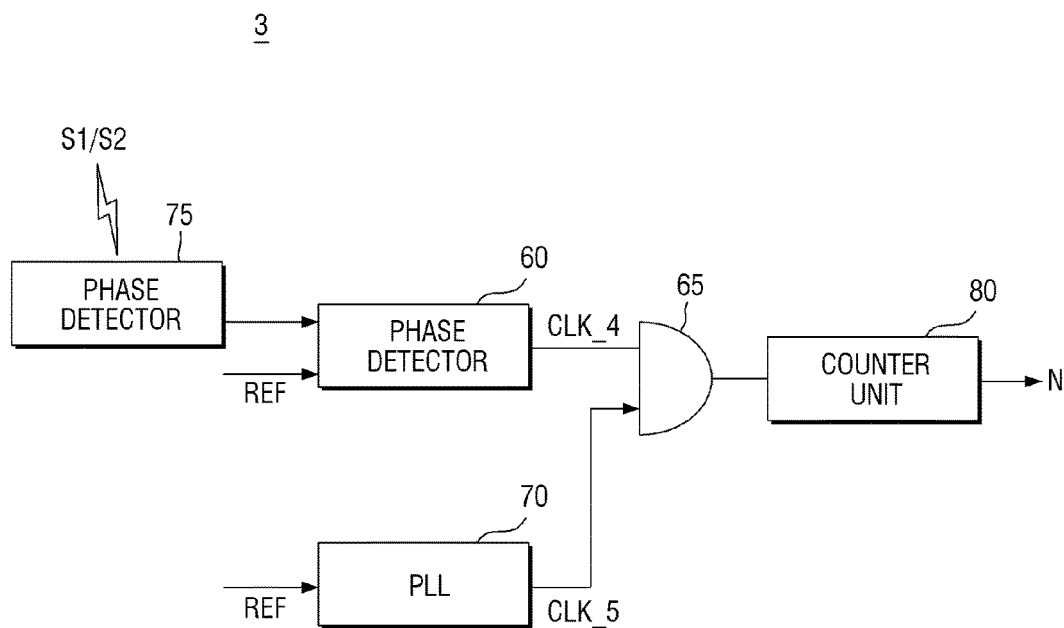 3
S1/S2
75
PHASE
DETECTOR
60
PHASE
DETECTOR
REF
CLK_4
65
80
COUNTER
UNIT
N
70
PLL
REF
CLK_5